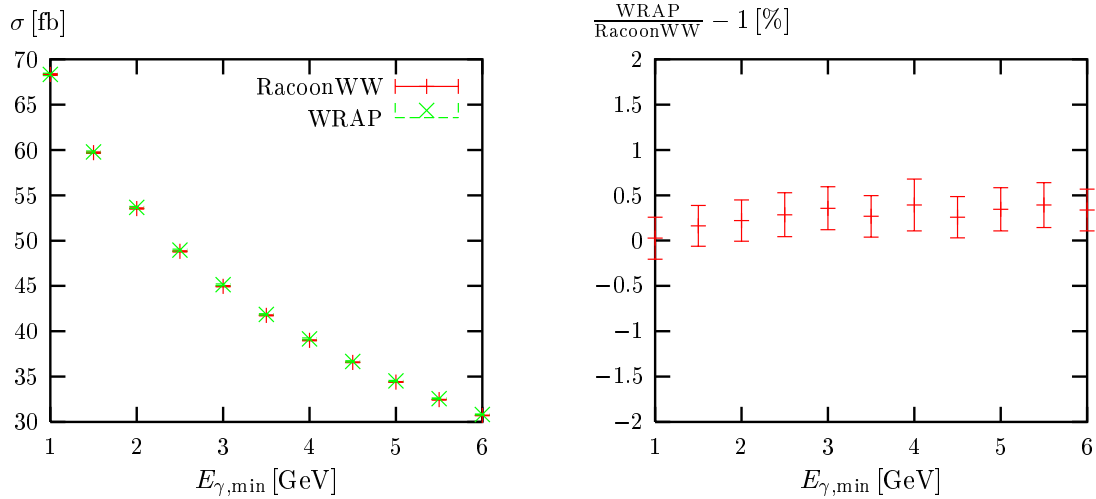 σ [fb]
70
65
60
55
50
45
40
35
30
1 2 3 4 5 6
E_{γ,min} [GeV]
RacoonWW
WRAP
WRAP/RacoonWW − 1 [%]
2
1.5
1
0.5
0
−0.5
−1
−1.5
−2
1 2 3 4 5 6
E_{γ,min} [GeV]